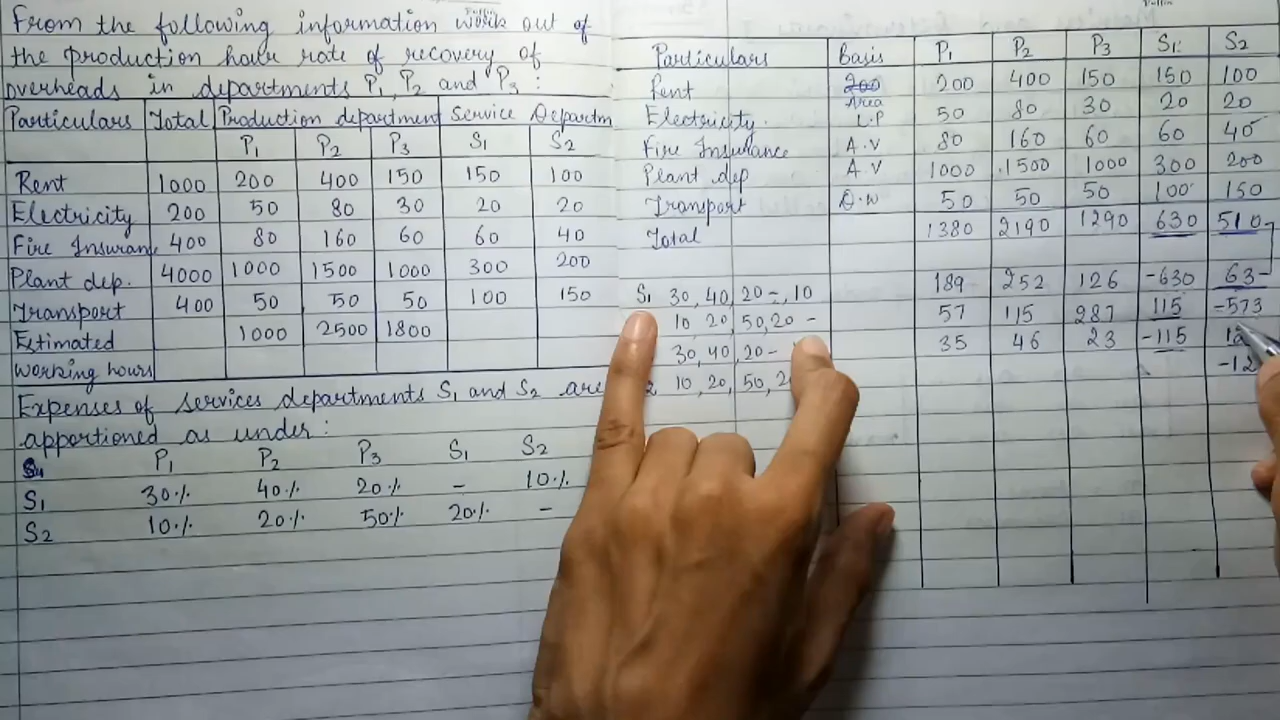 From the following information work out of
the production hour rate of recovery of
overheads in departments P1, P2 and P3 :
Particulars Total Production department Service Departm
P1 P2 P3 S1 S2
Rent 1000 200 400 150 150 100
Electricity 200 50 80 30 20 20
Fire Insuran 400 80 160 60 60 40
Plant dep. 4000 1000 1500 1000 300 200
Transport 400 50 50 50 100 150
Estimated 1000 2500 1800
working hours
Expenses of services departments S1 and S2 are
apportioned as under :
P1 P2 P3 S1 S2
S1 30% 40% 20% - 10%
S2 10% 20% 50% 20% -
Particulars Basis P1 P2 P3 S1 S2
Rent 200 400 150 150 100
Area
Electricity L.P 50 80 30 20 20
Fire Insurance A.V 80 160 60 60 40
Plant dep A.V 1000 1500 1000 300 200
Transport 50 50 50 100 150
Total 1380 2190 1290 630 510
189 252 126 -630 63
S1 30, 40, 20 -, 10
10 20, 50, 20 - 57 115 287 115 -573
30, 40, 20 - 35 46 23 -115
10, 20, 50, -12